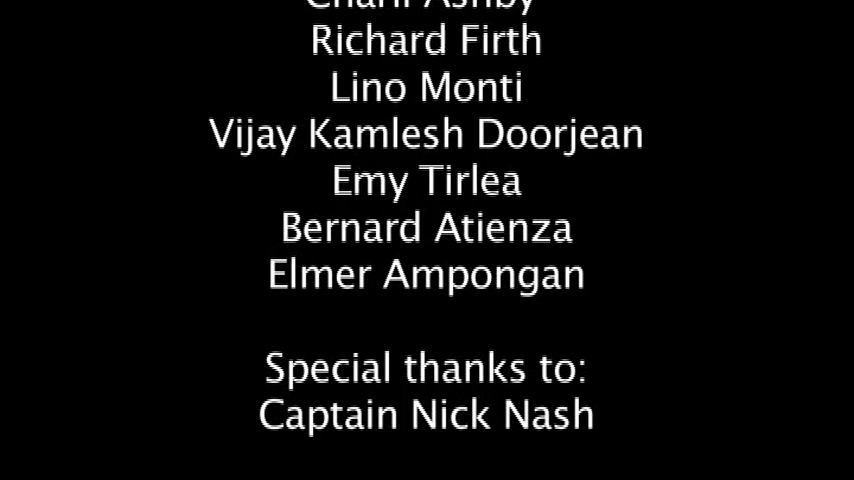 Ashby
Richard Firth
Lino Monti
Vijay Kamlesh Doorjean
Emy Tirlea
Bernard Atienza
Elmer Ampongan
Special thanks to:
Captain Nick Nash